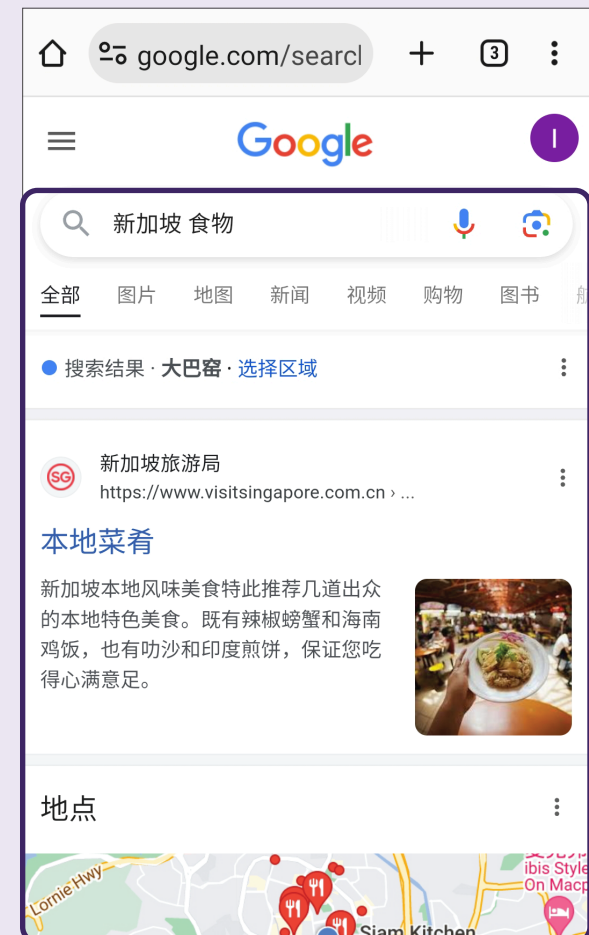 google.com/search
3
Google
I
新加坡 食物
全部 图片 地图 新闻 视频 购物 图书
搜索结果 · 大巴窑 · 选择区域
SG
新加坡旅游局
https://www.visitsingapore.com.cn › ...
本地菜肴
新加坡本地风味美食特此推荐几道出众
的本地特色美食。既有辣椒螃蟹和海南
鸡饭，也有叻沙和印度煎饼，保证您吃
得心满意足。
地点
Lornie Hwy
ibis Style
On Macp
Siam Kitchen